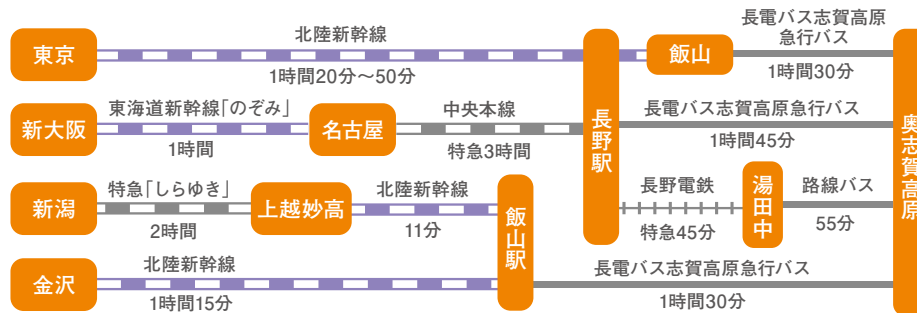 東京
北陸新幹線
1時間20分～50分
飯山
長電バス志賀高原
急行バス
1時間30分
新大阪
東海道新幹線「のぞみ」
1時間
名古屋
中央本線
特急3時間
長野駅
長電バス志賀高原急行バス
1時間45分
奥志賀高原
新潟
特急「しらゆき」
2時間
上越妙高
北陸新幹線
11分
飯山駅
長野電鉄
特急45分
湯田中
路線バス
55分
金沢
北陸新幹線
1時間15分
長電バス志賀高原急行バス
1時間30分